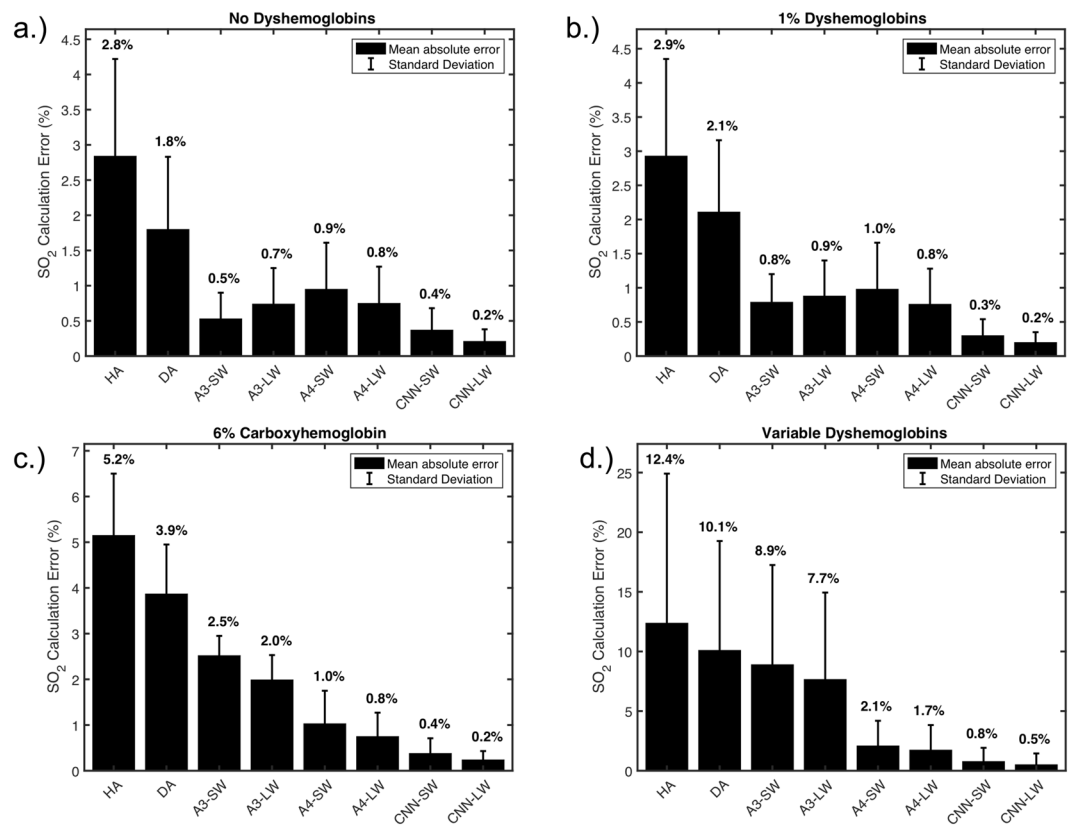 a.)
No Dyshemoglobins
Mean absolute error
Standard Deviation
SO2 Calculation Error (%)
4.5
4
3.5
3
2.5
2
1.5
1
0.5
0
2.8%
1.8%
0.5%
0.7%
0.9%
0.8%
0.4%
0.2%
HA
DA
A3-SW
A3-LW
A4-SW
A4-LW
CNN-SW
CNN-LW
b.)
1% Dyshemoglobins
Mean absolute error
Standard Deviation
SO2 Calculation Error (%)
4.5
4
3.5
3
2.5
2
1.5
1
0.5
0
2.9%
2.1%
0.8%
0.9%
1.0%
0.8%
0.3%
0.2%
HA
DA
A3-SW
A3-LW
A4-SW
A4-LW
CNN-SW
CNN-LW
c.)
6% Carboxyhemoglobin
Mean absolute error
Standard Deviation
SO2 Calculation Error (%)
7
6
5
4
3
2
1
0
5.2%
3.9%
2.5%
2.0%
1.0%
0.8%
0.4%
0.2%
HA
DA
A3-SW
A3-LW
A4-SW
A4-LW
CNN-SW
CNN-LW
d.)
Variable Dyshemoglobins
Mean absolute error
Standard Deviation
SO2 Calculation Error (%)
25
20
15
10
5
0
12.4%
10.1%
8.9%
7.7%
2.1%
1.7%
0.8%
0.5%
HA
DA
A3-SW
A3-LW
A4-SW
A4-LW
CNN-SW
CNN-LW